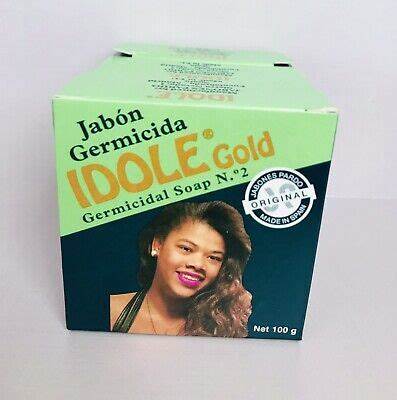 Jabón
Germicida
IDOLE® Gold
Germicidal Soap N.º2
JABONES PARDO
ORIGINAL
MADE IN SPAIN
Net 100 g